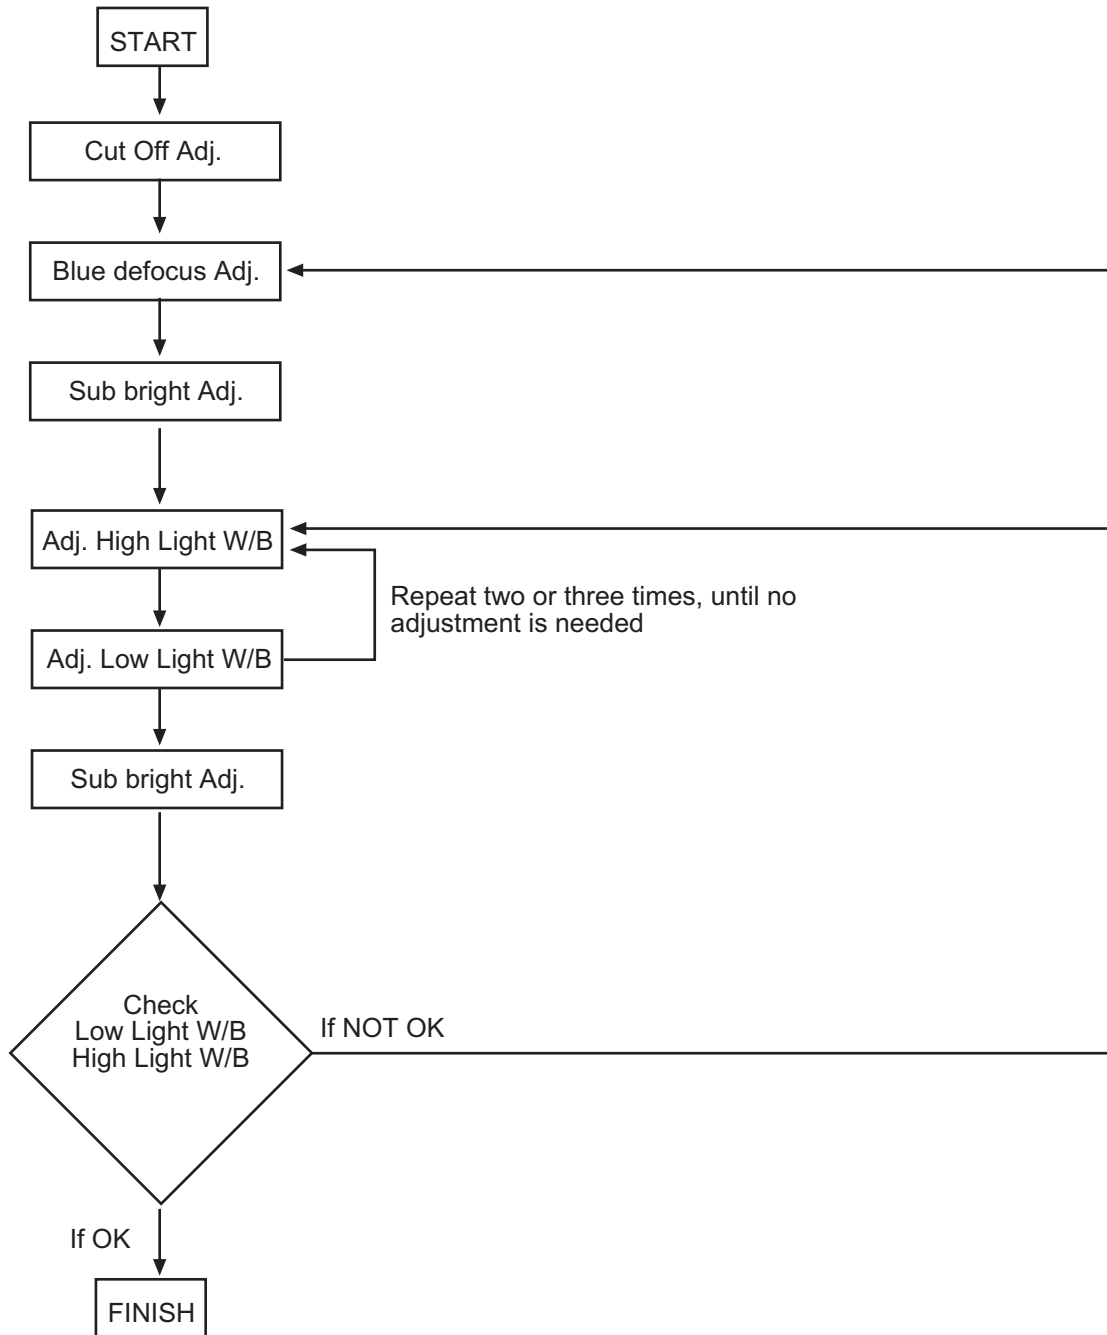 START
Cut Off Adj.
Blue defocus Adj.
Sub bright Adj.
Adj. High Light W/B
Repeat two or three times, until no
adjustment is needed
Adj. Low Light W/B
Sub bright Adj.
Check
Low Light W/B
High Light W/B
If NOT OK
If OK
FINISH